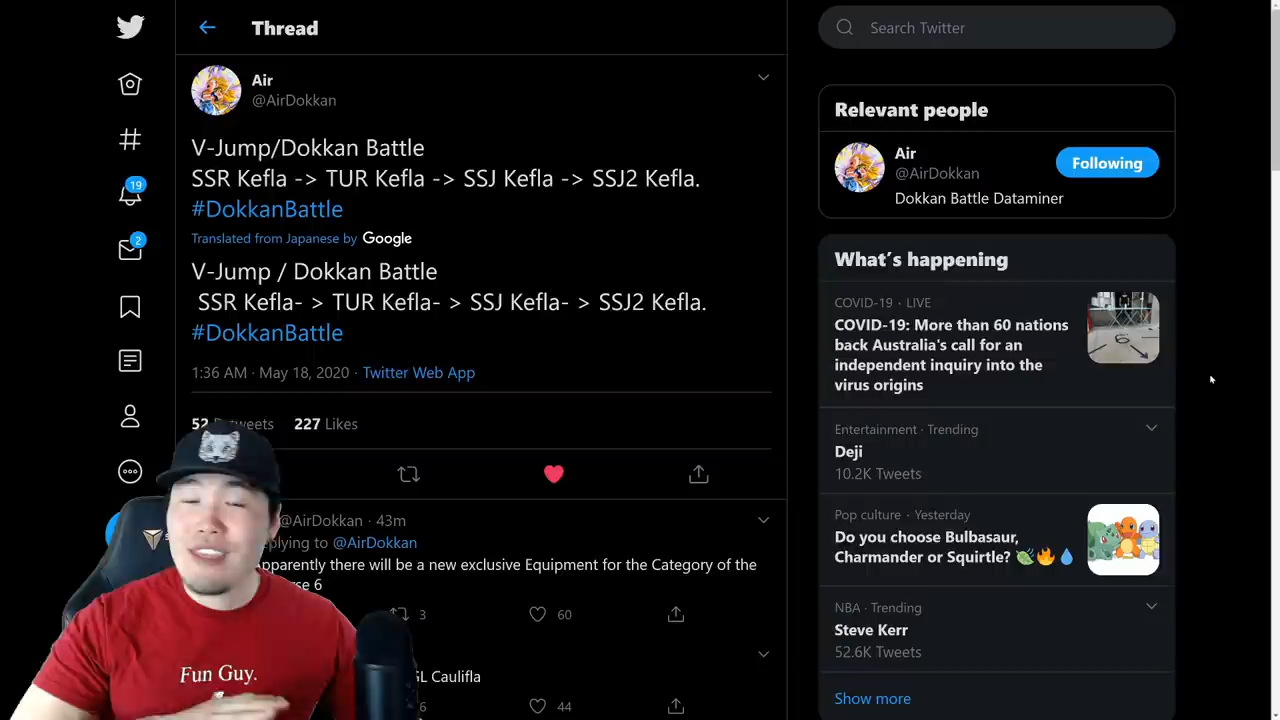 Thread
Search Twitter
Air
@AirDokkan
V-Jump/Dokkan Battle
SSR Kefla -> TUR Kefla -> SSJ Kefla -> SSJ2 Kefla.
#DokkanBattle
Translated from Japanese by Google
V-Jump / Dokkan Battle
SSR Kefla- > TUR Kefla- > SSJ Kefla- > SSJ2 Kefla.
#DokkanBattle
1:36 AM · May 18, 2020 · Twitter Web App
52 227 Likes
@AirDokkan · 43m
@AirDokkan
there will be a new exclusive Equipment for the Category of the
6
3 60
Caulifla
6 44
19
2
Fun Guy.
Relevant people
Air
@AirDokkan
Following
Dokkan Battle Dataminer
What's happening
COVID-19 · LIVE
COVID-19: More than 60 nations
back Australia's call for an
independent inquiry into the
virus origins
Entertainment · Trending
Deji
10.2K Tweets
Pop culture · Yesterday
Do you choose Bulbasaur,
Charmander or Squirtle?
NBA · Trending
Steve Kerr
52.6K Tweets
Show more